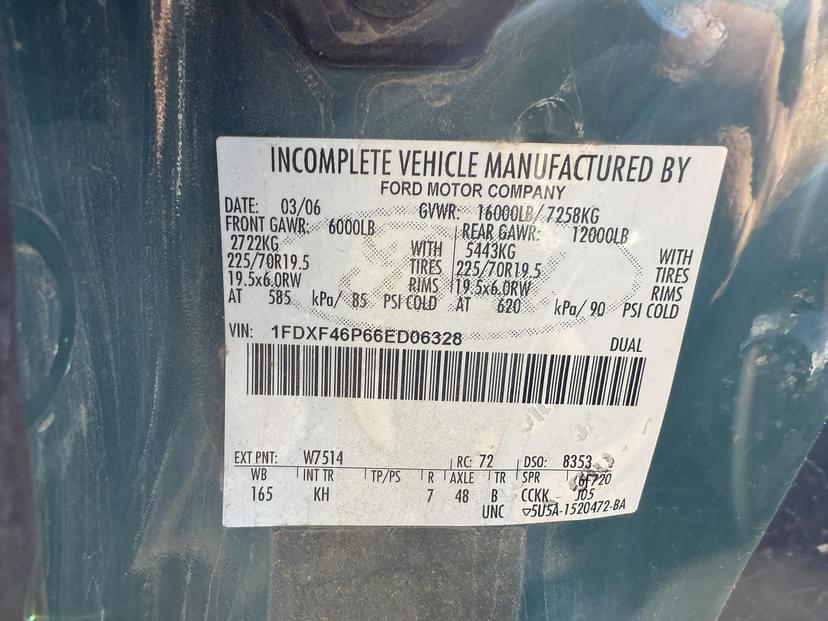 INCOMPLETE VEHICLE MANUFACTURED BY
FORD MOTOR COMPANY
DATE: 03/06 GVWR: 16000LB/ 7258KG
FRONT GAWR: 6000LB REAR GAWR: 12000LB
2722KG WITH 5443KG WITH
225/70R19.5 TIRES 225/70R19.5 TIRES
19.5x6.0RW RIMS 19.5x6.0RW RIMS
AT 585 kPa/ 85 PSI COLD AT 620 kPa/ 90 PSI COLD
VIN: 1FDXF46P66ED06328 DUAL
EXT PNT: W7514 RC: 72 DSO: 8353
WB INT TR TP/PS R AXLE TR SPR 6F720
165 KH 7 48 B CCKK J05
UNC ▽5U5A-1520472-BA